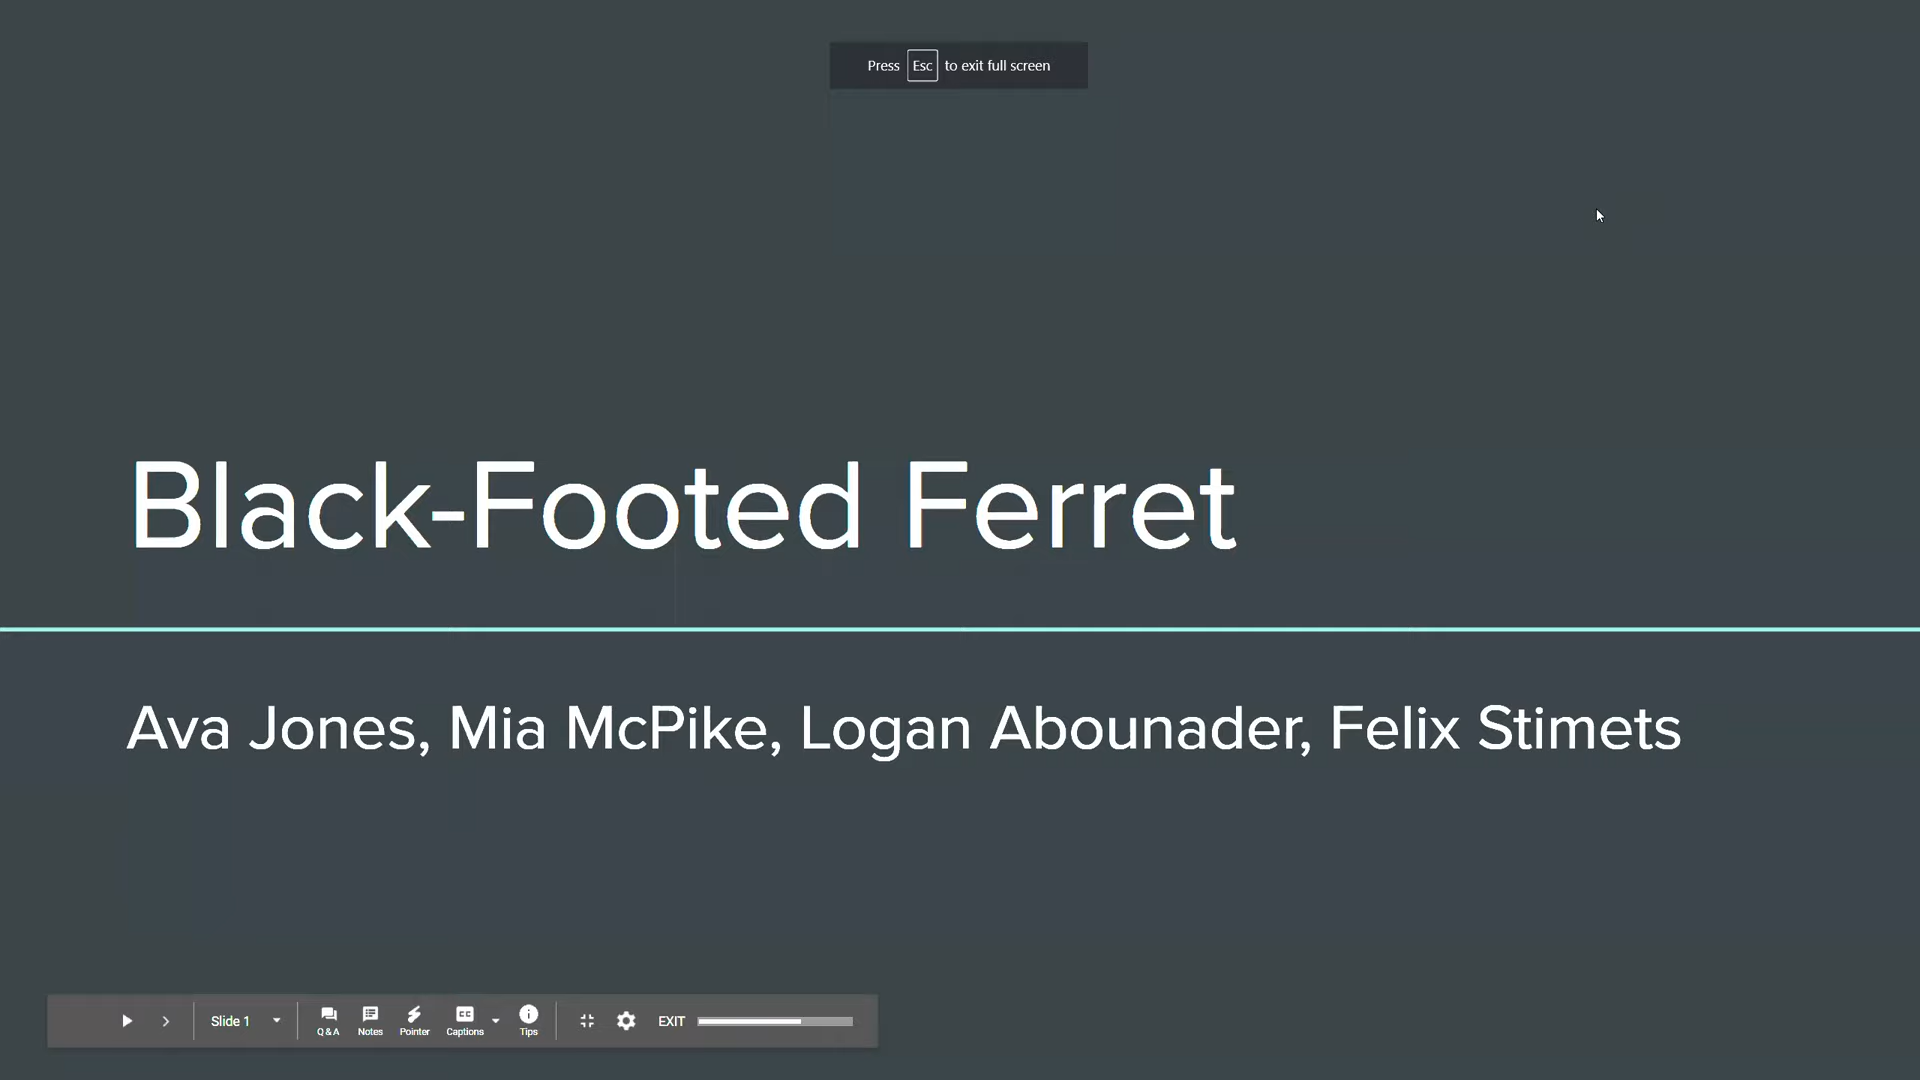 Press Esc to exit full screen
Black-Footed Ferret
Ava Jones, Mia McPike, Logan Abounader, Felix Stimets
Slide 1
Q & A
Notes
Pointer
CC
Captions
Tips
EXIT